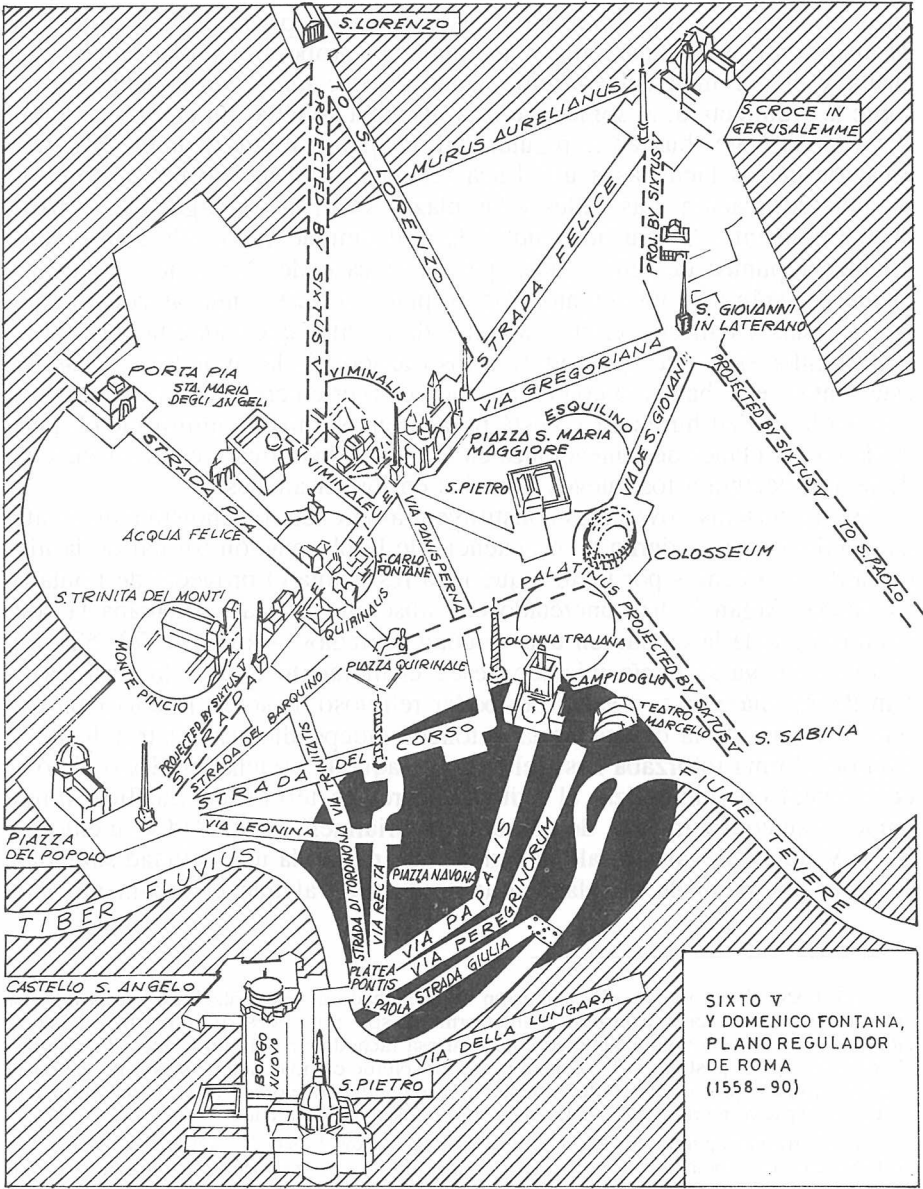 S. LORENZO
S. CROCE IN
GERUSALEMME
PROJECTED BY SIXTUS V
TO S. LORENZO
MURUS AURELIANUS
STRADA FELICE
PROJ. BY SIXTUS V
S. GIOVANNI
IN LATERANO
PORTA PIA
STA. MARIA
DEGLI ANGELI
VIMINALIS
VIA GREGORIANA
ESQUILINO
PIAZZA S. MARIA
MAGGIORE
VIA DE S. GIOVANNI
PROJECTED BY SIXTUS V TO S. PAOLO
STRADA PIA
VIMINALE
S. PIETRO
ACQUA FELICE
S. CARLO
FONTANE
VIA PANISPERNA
COLOSSEUM
S. TRINITA DEI MONTI
QUIRINALIS
PALATINUS
PROJECTED BY SIXTUS V
MONTE PINCIO
PIAZZA QUIRINALE
COLONNA TRAJANA
CAMPIDOGLIO
TEATRO
MARCELLO
S. SABINA
PROJECTED BY SIXTUS V
STRADA
STRADA DEL BARQUINO
VIA TRINITATIS
STRADA DEL CORSO
VIA LEONINA
PIAZZA
DEL POPOLO
FIUME TEVERE
TIBER FLUVIUS
STRADA DI TORDINONA
VIA RECTA
PIAZZA NAVONA
VIA PAPALIS
VIA PEREGRINORUM
PLATEA
PONTIS
V. PAOLA
STRADA GIULIA
CASTELLO S. ANGELO
VIA DELLA LUNGARA
BORGO
NUOVO
S. PIETRO
SIXTO V
Y DOMENICO FONTANA,
PLANO REGULADOR
DE ROMA
(1558-90)